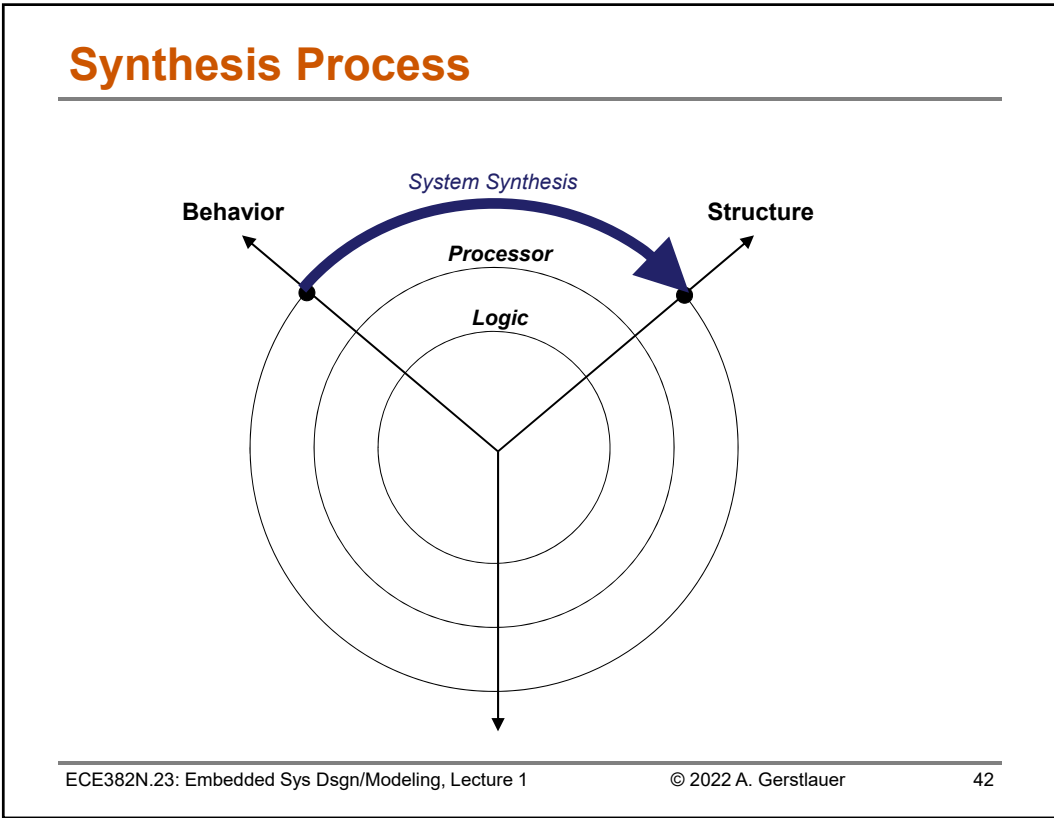 Synthesis Process
System Synthesis
Behavior
Structure
Processor
Logic
ECE382N.23: Embedded Sys Dsgn/Modeling, Lecture 1
© 2022 A. Gerstlauer
42